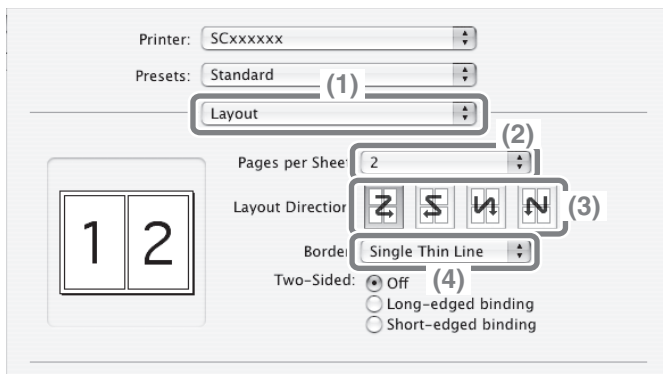 Printer: SCxxxxxx
Presets: Standard
(1)
Layout
(2)
Pages per Sheet 2
Layout Direction (3)
Border Single Thin Line
(4)
Two-Sided: Off
Long-edged binding
Short-edged binding
1 2